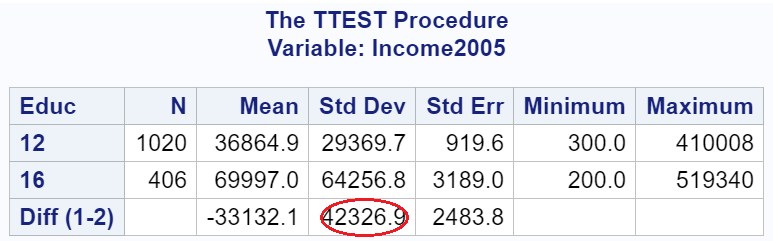 The TTEST Procedure
Variable: Income2005
Educ N Mean Std Dev Std Err Minimum Maximum
12 1020 36864.9 29369.7 919.6 300.0 410008
16 406 69997.0 64256.8 3189.0 200.0 519340
Diff (1-2) -33132.1 42326.9 2483.8